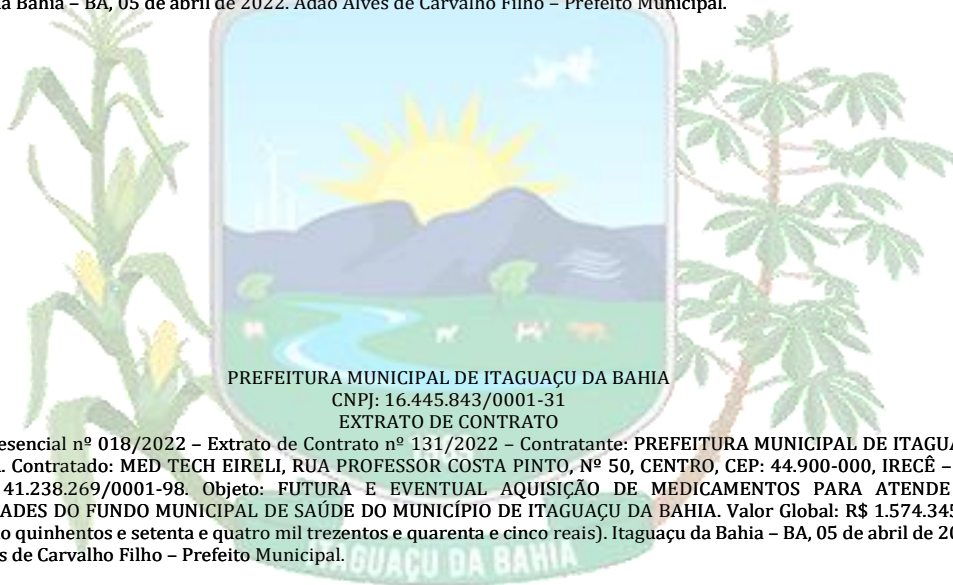 da Bahia – BA, 05 de abril de 2022. Adão Alves de Carvalho Filho – Prefeito Municipal.
PREFEITURA MUNICIPAL DE ITAGUAÇU DA BAHIA
CNPJ: 16.445.843/0001-31
EXTRATO DE CONTRATO
esencial nº 018/2022 – Extrato de Contrato nº 131/2022 – Contratante: PREFEITURA MUNICIPAL DE ITAGUA
. Contratado: MED TECH EIRELI, RUA PROFESSOR COSTA PINTO, Nº 50, CENTRO, CEP: 44.900-000, IRECÊ –
41.238.269/0001-98. Objeto: FUTURA E EVENTUAL AQUISIÇÃO DE MEDICAMENTOS PARA ATENDE
ADES DO FUNDO MUNICIPAL DE SAÚDE DO MUNICÍPIO DE ITAGUAÇU DA BAHIA. Valor Global: R$ 1.574.345
o quinhentos e setenta e quatro mil trezentos e quarenta e cinco reais). Itaguaçu da Bahia – BA, 05 de abril de 20
s de Carvalho Filho – Prefeito Municipal.
ITAGUAÇU DA BAHIA